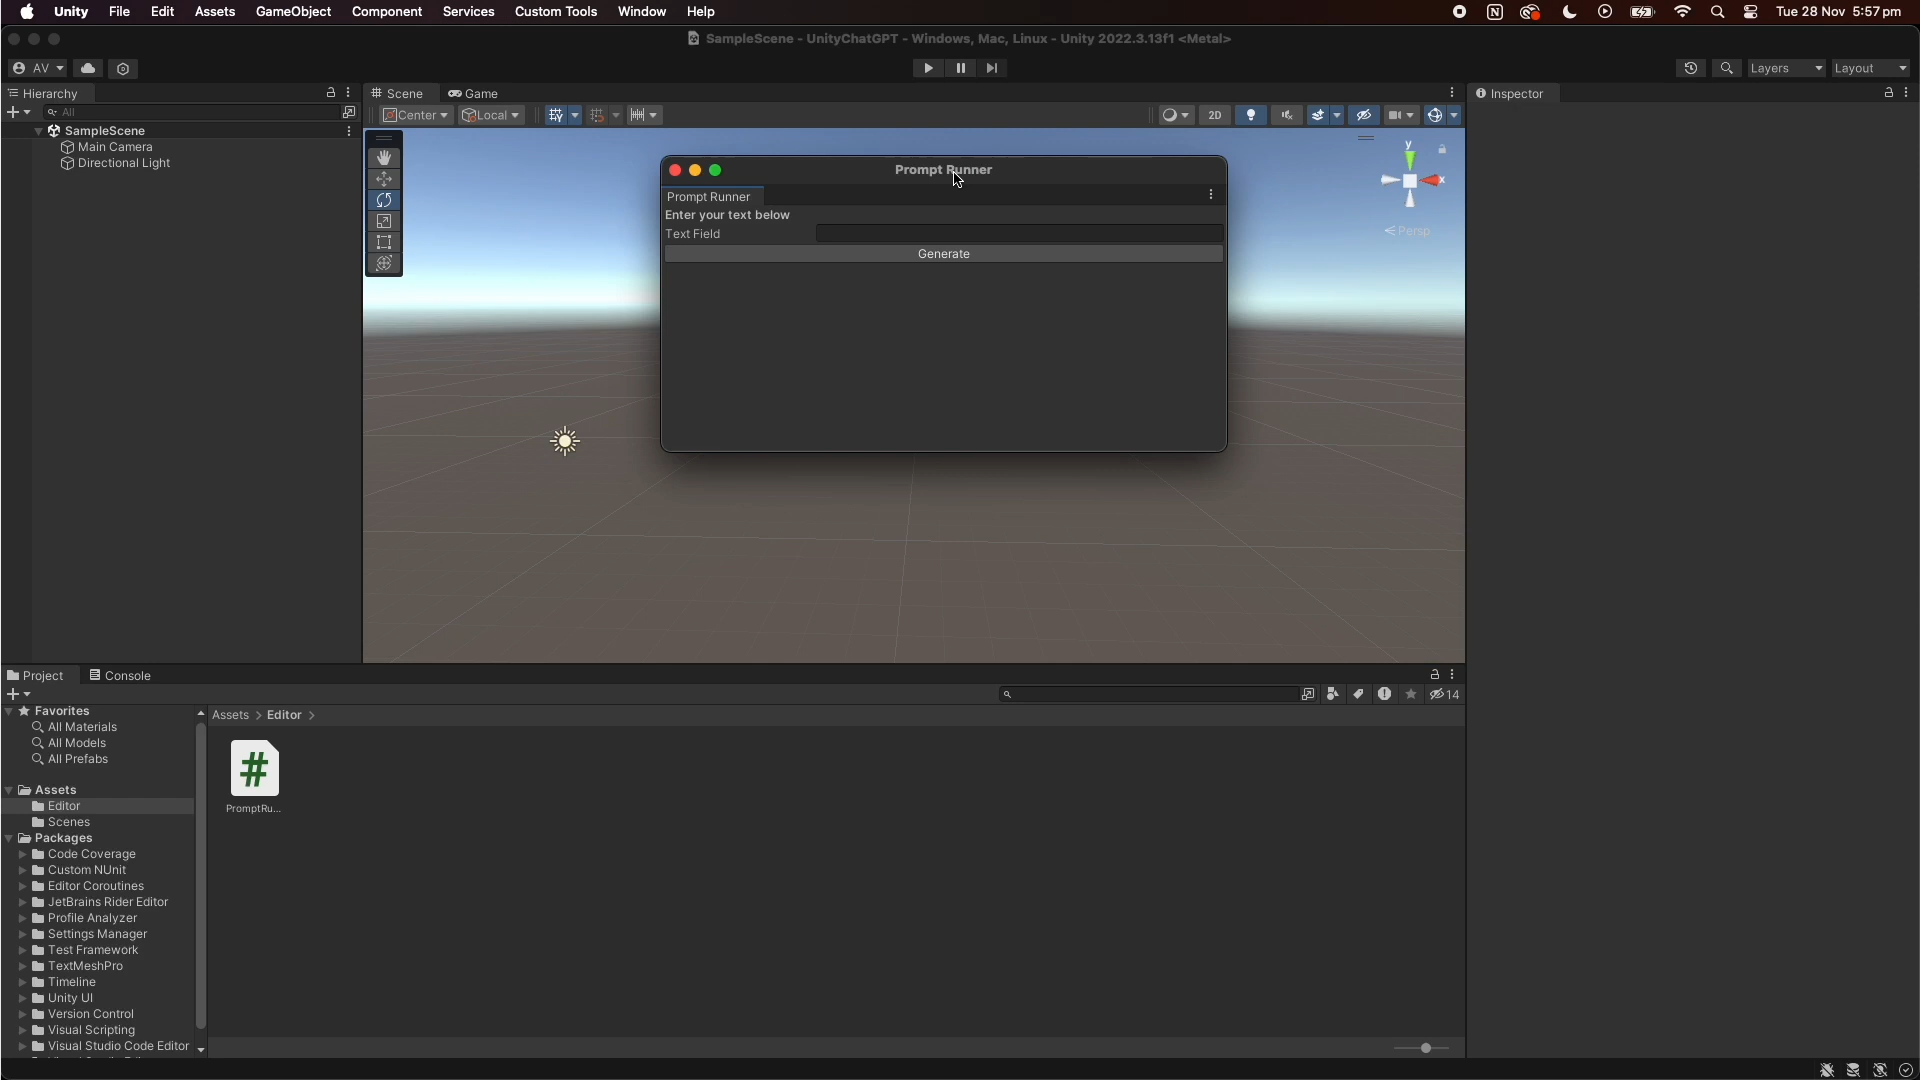 Unity File Edit Assets GameObject Component Services Custom Tools Window Help Tue 28 Nov 5:57 pm
SampleScene - UnityChatGPT - Windows, Mac, Linux - Unity 2022.3.13f1 <Metal>
AV Layers Layout
Hierarchy Scene Game Inspector
All Center Local 2D
SampleScene
Main Camera
Directional Light
y
x
Persp
Prompt Runner
Prompt Runner
Enter your text below
Text Field
Generate
Project Console
14
Favorites
All Materials
All Models
All Prefabs
Assets
Editor
Scenes
Packages
Code Coverage
Custom NUnit
Editor Coroutines
JetBrains Rider Editor
Profile Analyzer
Settings Manager
Test Framework
TextMeshPro
Timeline
Unity UI
Version Control
Visual Scripting
Visual Studio Code Editor
Assets > Editor >
#
PromptRu...